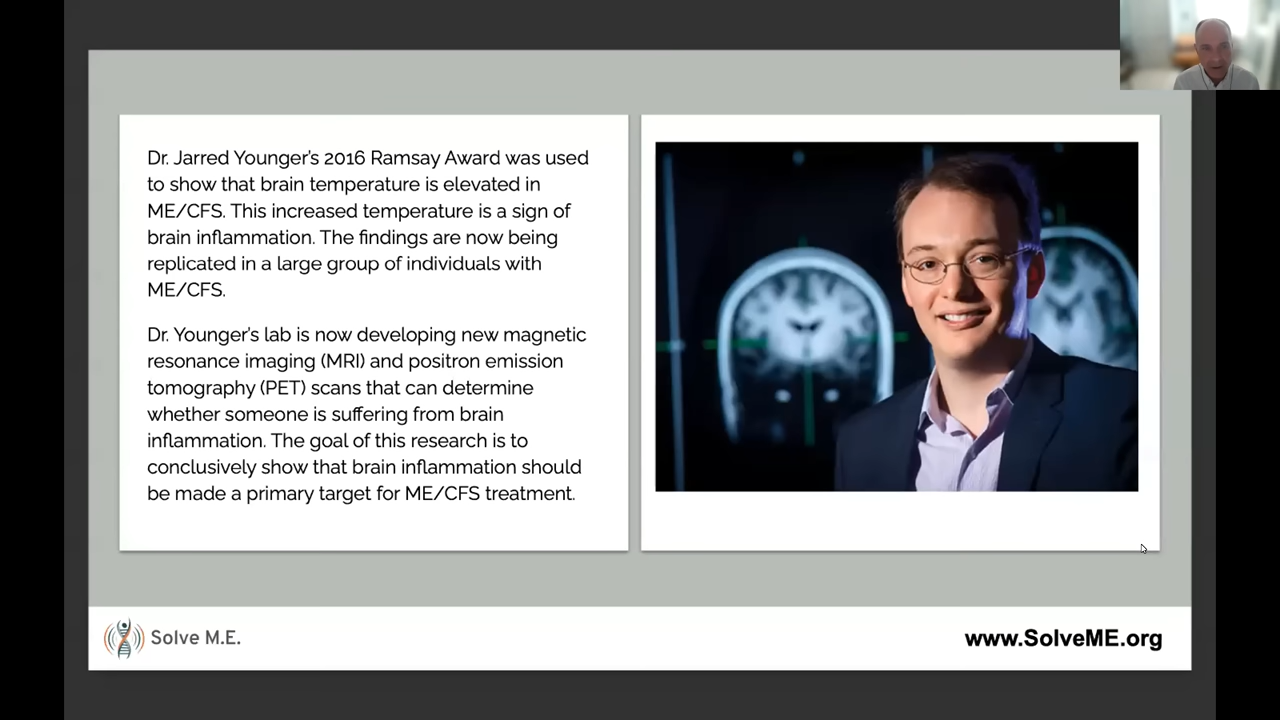 Dr. Jarred Younger's 2016 Ramsay Award was used
to show that brain temperature is elevated in
ME/CFS. This increased temperature is a sign of
brain inflammation. The findings are now being
replicated in a large group of individuals with
ME/CFS.
Dr. Younger's lab is now developing new magnetic
resonance imaging (MRI) and positron emission
tomography (PET) scans that can determine
whether someone is suffering from brain
inflammation. The goal of this research is to
conclusively show that brain inflammation should
be made a primary target for ME/CFS treatment.
Solve M.E.
www.SolveME.org